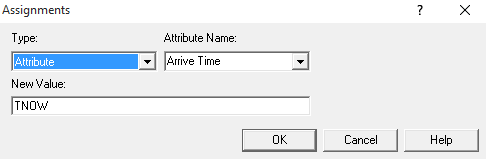 Assignments
?
Type:
Attribute Name:
Attribute
Arrive Time
New Value:
TNOW
OK
Cancel
Help